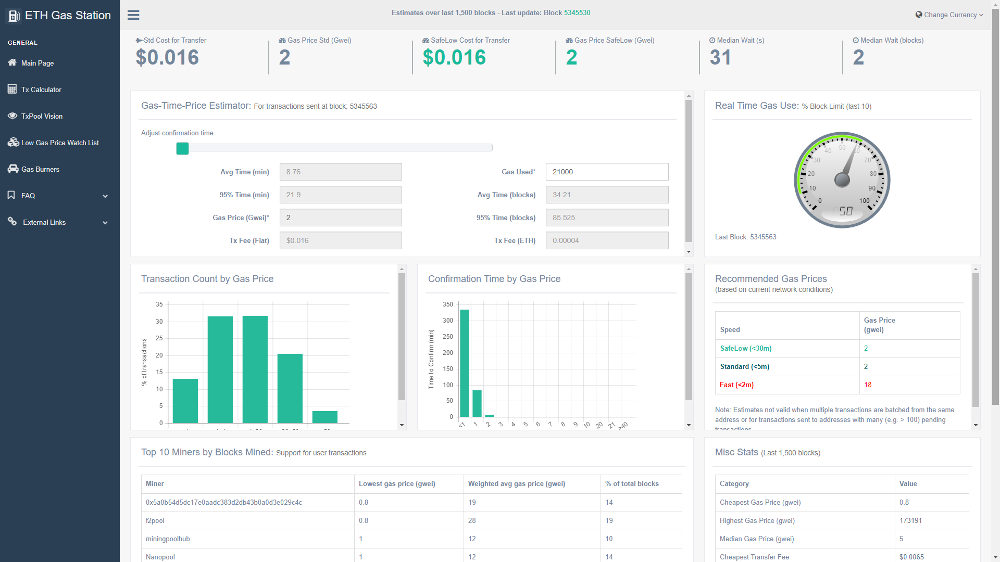 ETH Gas Station
GENERAL
Main Page
Tx Calculator
TxPool Vision
Low Gas Price Watch List
Gas Burners
FAQ
External Links
Estimates over last 1,500 blocks - Last update: Block 5345530
Change Currency
Std Cost for Transfer
$0.016
Gas Price Std (Gwei)
2
SafeLow Cost for Transfer
$0.016
Gas Price SafeLow (Gwei)
2
Median Wait (s)
31
Median Wait (blocks)
2
Gas-Time-Price Estimator: For transactions sent at block: 5345563
Adjust confirmation time
Avg Time (min) 8.76 Gas Used* 21000
95% Time (min) 21.9 Avg Time (blocks) 34.21
Gas Price (Gwei)* 2 95% Time (blocks) 85.525
Tx Fee (Fiat) $0.016 Tx Fee (ETH) 0.00004
Real Time Gas Use: % Block Limit (last 10)
0 10 20 30 40 50 60 70 80 90 100
58
Last Block: 5345563
Transaction Count by Gas Price
% of transactions
35
30
25
20
15
10
5
0
Confirmation Time by Gas Price
Time to Confirm (min)
350
300
250
200
150
100
50
0
<1 1 2 3 4 5 6 7 8 9 10 20 21 >40
Recommended Gas Prices
(based on current network conditions)
Speed Gas Price (gwei)
SafeLow (<30m) 2
Standard (<5m) 2
Fast (<2m) 18
Note: Estimates not valid when multiple transactions are batched from the same
address or for transactions sent to addresses with many (e.g. > 100) pending
transactions
Top 10 Miners by Blocks Mined: Support for user transactions
Miner Lowest gas price (gwei) Weighted avg gas price (gwei) % of total blocks
0x5a0b54d5dc17e0aadc383d2db43b0a0d3e029c4c 0.8 19 14
f2pool 0.8 28 19
miningpoolhub 1 12 10
Nanopool 1 12 14
Misc Stats (Last 1,500 blocks)
Category Value
Cheapest Gas Price (gwei) 0.8
Highest Gas Price (gwei) 173191
Median Gas Price (gwei) 5
Cheapest Transfer Fee $0.0065